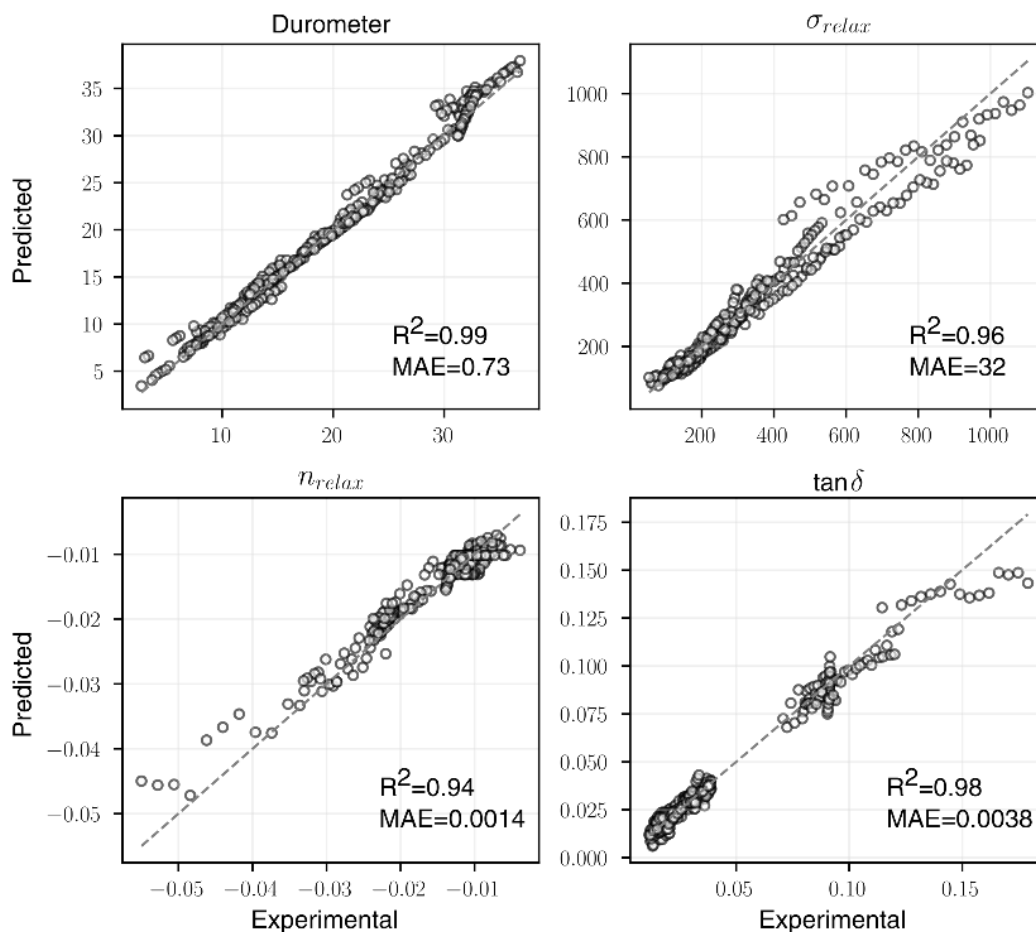 Durometer
35
30
25
20
15
10
5
10
20
30
Predicted
R²=0.99
MAE=0.73
σ_relax
1000
800
600
400
200
200
400
600
800
1000
R²=0.96
MAE=32
n_relax
−0.01
−0.02
−0.03
−0.04
−0.05
−0.05
−0.04
−0.03
−0.02
−0.01
Predicted
Experimental
R²=0.94
MAE=0.0014
tan δ
0.175
0.150
0.125
0.100
0.075
0.050
0.025
0.000
0.05
0.10
0.15
Experimental
R²=0.98
MAE=0.0038